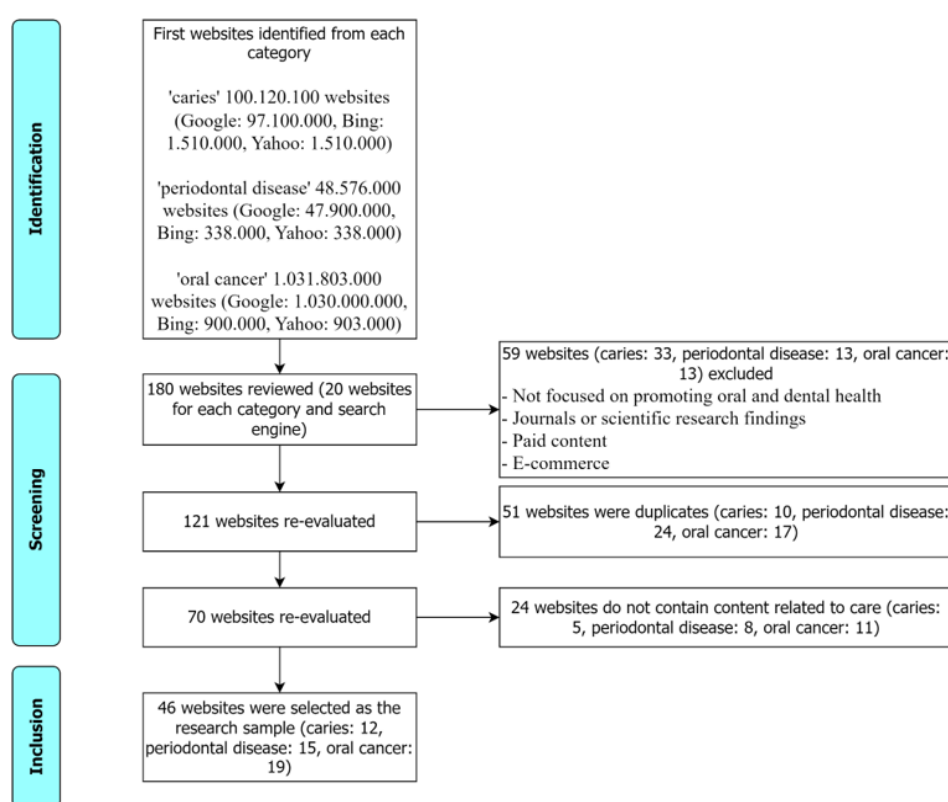 Identification
First websites identified from each
category
'caries' 100.120.100 websites
(Google: 97.100.000, Bing:
1.510.000, Yahoo: 1.510.000)
'periodontal disease' 48.576.000
websites (Google: 47.900.000,
Bing: 338.000, Yahoo: 338.000)
'oral cancer' 1.031.803.000
websites (Google: 1.030.000.000,
Bing: 900.000, Yahoo: 903.000)
Screening
180 websites reviewed (20 websites
for each category and search
engine)
59 websites (caries: 33, periodontal disease: 13, oral cancer:
13) excluded
- Not focused on promoting oral and dental health
- Journals or scientific research findings
- Paid content
- E-commerce
121 websites re-evaluated
51 websites were duplicates (caries: 10, periodontal disease:
24, oral cancer: 17)
70 websites re-evaluated
24 websites do not contain content related to care (caries:
5, periodontal disease: 8, oral cancer: 11)
Inclusion
46 websites were selected as the
research sample (caries: 12,
periodontal disease: 15, oral cancer:
19)